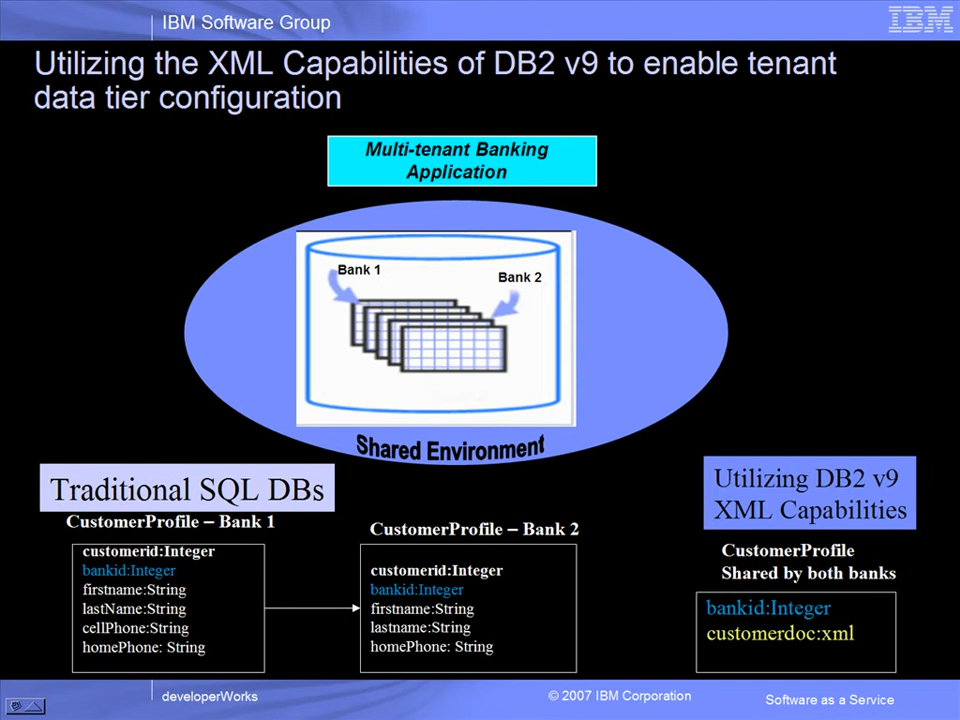 IBM Software Group
IBM
Utilizing the XML Capabilities of DB2 v9 to enable tenant
data tier configuration
Multi-tenant Banking
Application
Bank 1
Bank 2
Shared Environment
Traditional SQL DBs
CustomerProfile – Bank 1
customerid:Integer
bankid:Integer
firstname:String
lastName:String
cellPhone:String
homePhone: String
CustomerProfile – Bank 2
customerid:Integer
bankid:Integer
firstname:String
lastname:String
homePhone: String
Utilizing DB2 v9
XML Capabilities
CustomerProfile
Shared by both banks
bankid:Integer
customerdoc:xml
developerWorks
© 2007 IBM Corporation
Software as a Service